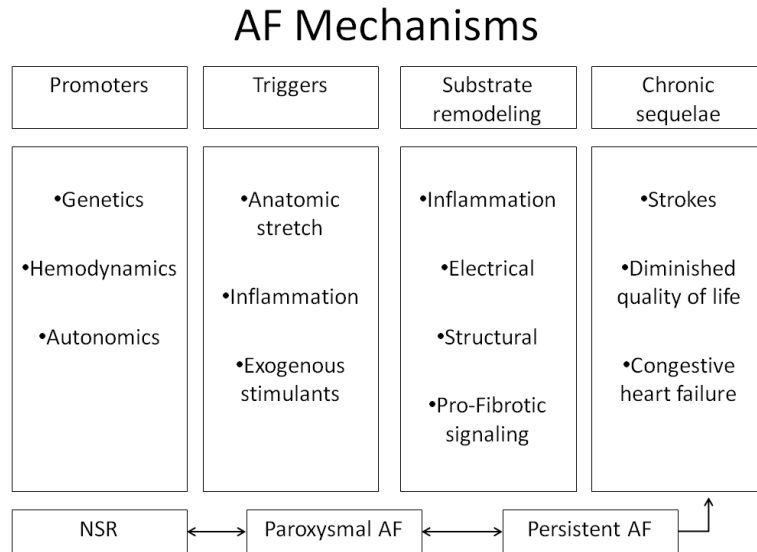 AF Mechanisms
Promoters
Triggers
Substrate
remodeling
Chronic
sequelae
•Genetics
•Hemodynamics
•Autonomics
•Anatomic
stretch
•Inflammation
•Exogenous
stimulants
•Inflammation
•Electrical
•Structural
•Pro-Fibrotic
signaling
•Strokes
•Diminished
quality of life
•Congestive
heart failure
NSR
Paroxysmal AF
Persistent AF